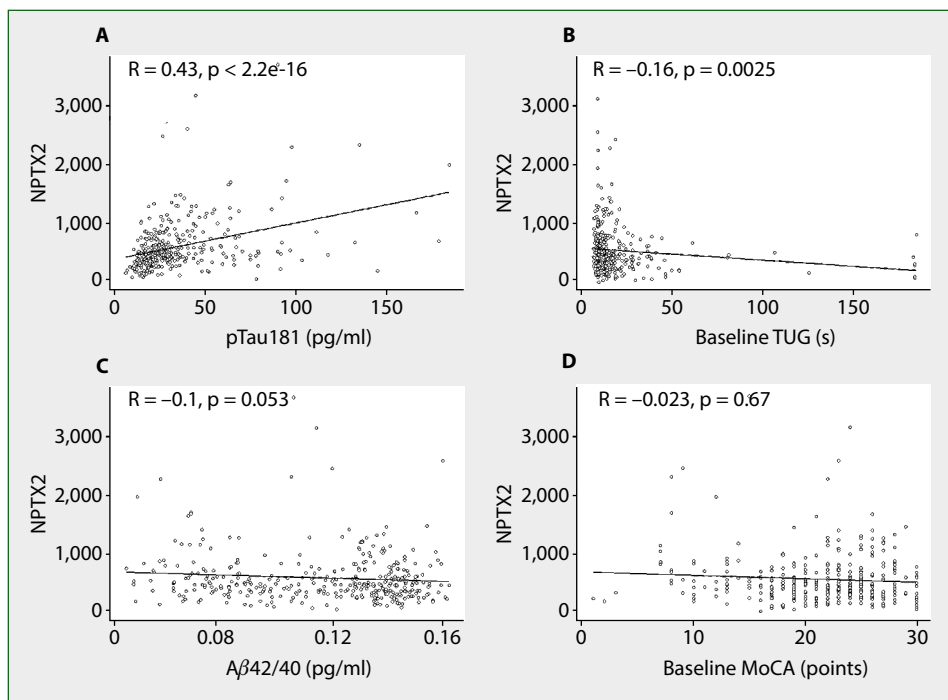 A
R = 0.43, p < 2.2e-16
NPTX2
3,000
2,000
1,000
0
0 50 100 150
pTau181 (pg/ml)
B
R = –0.16, p = 0.0025
NPTX2
3,000
2,000
1,000
0
0 50 100 150
Baseline TUG (s)
C
R = –0.1, p = 0.053
NPTX2
3,000
2,000
1,000
0
0 0.08 0.12 0.16
Aβ42/40 (pg/ml)
D
R = –0.023, p = 0.67
NPTX2
3,000
2,000
1,000
0
0 10 20 30
Baseline MoCA (points)